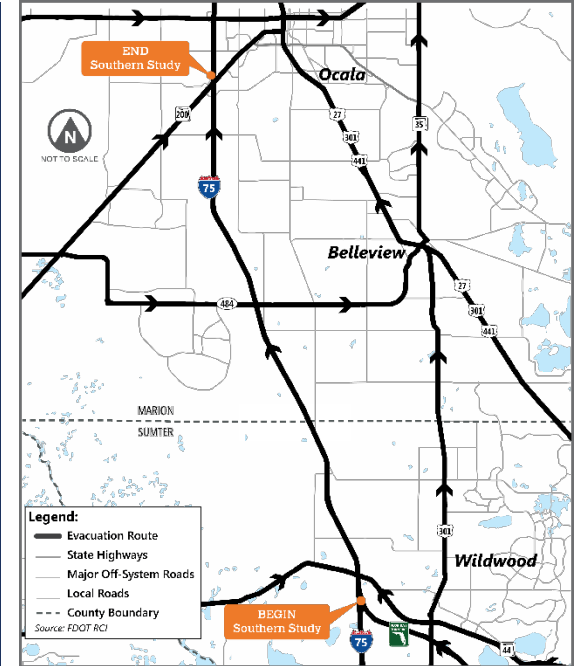 END
Southern Study
Ocala
200
27
301
441
35
N
NOT TO SCALE
75
Belleview
484
27
301
441
MARION
SUMTER
301
Legend:
Evacuation Route
State Highways
Major Off-System Roads
Local Roads
County Boundary
Source: FDOT RCI
Wildwood
BEGIN
Southern Study
75
44